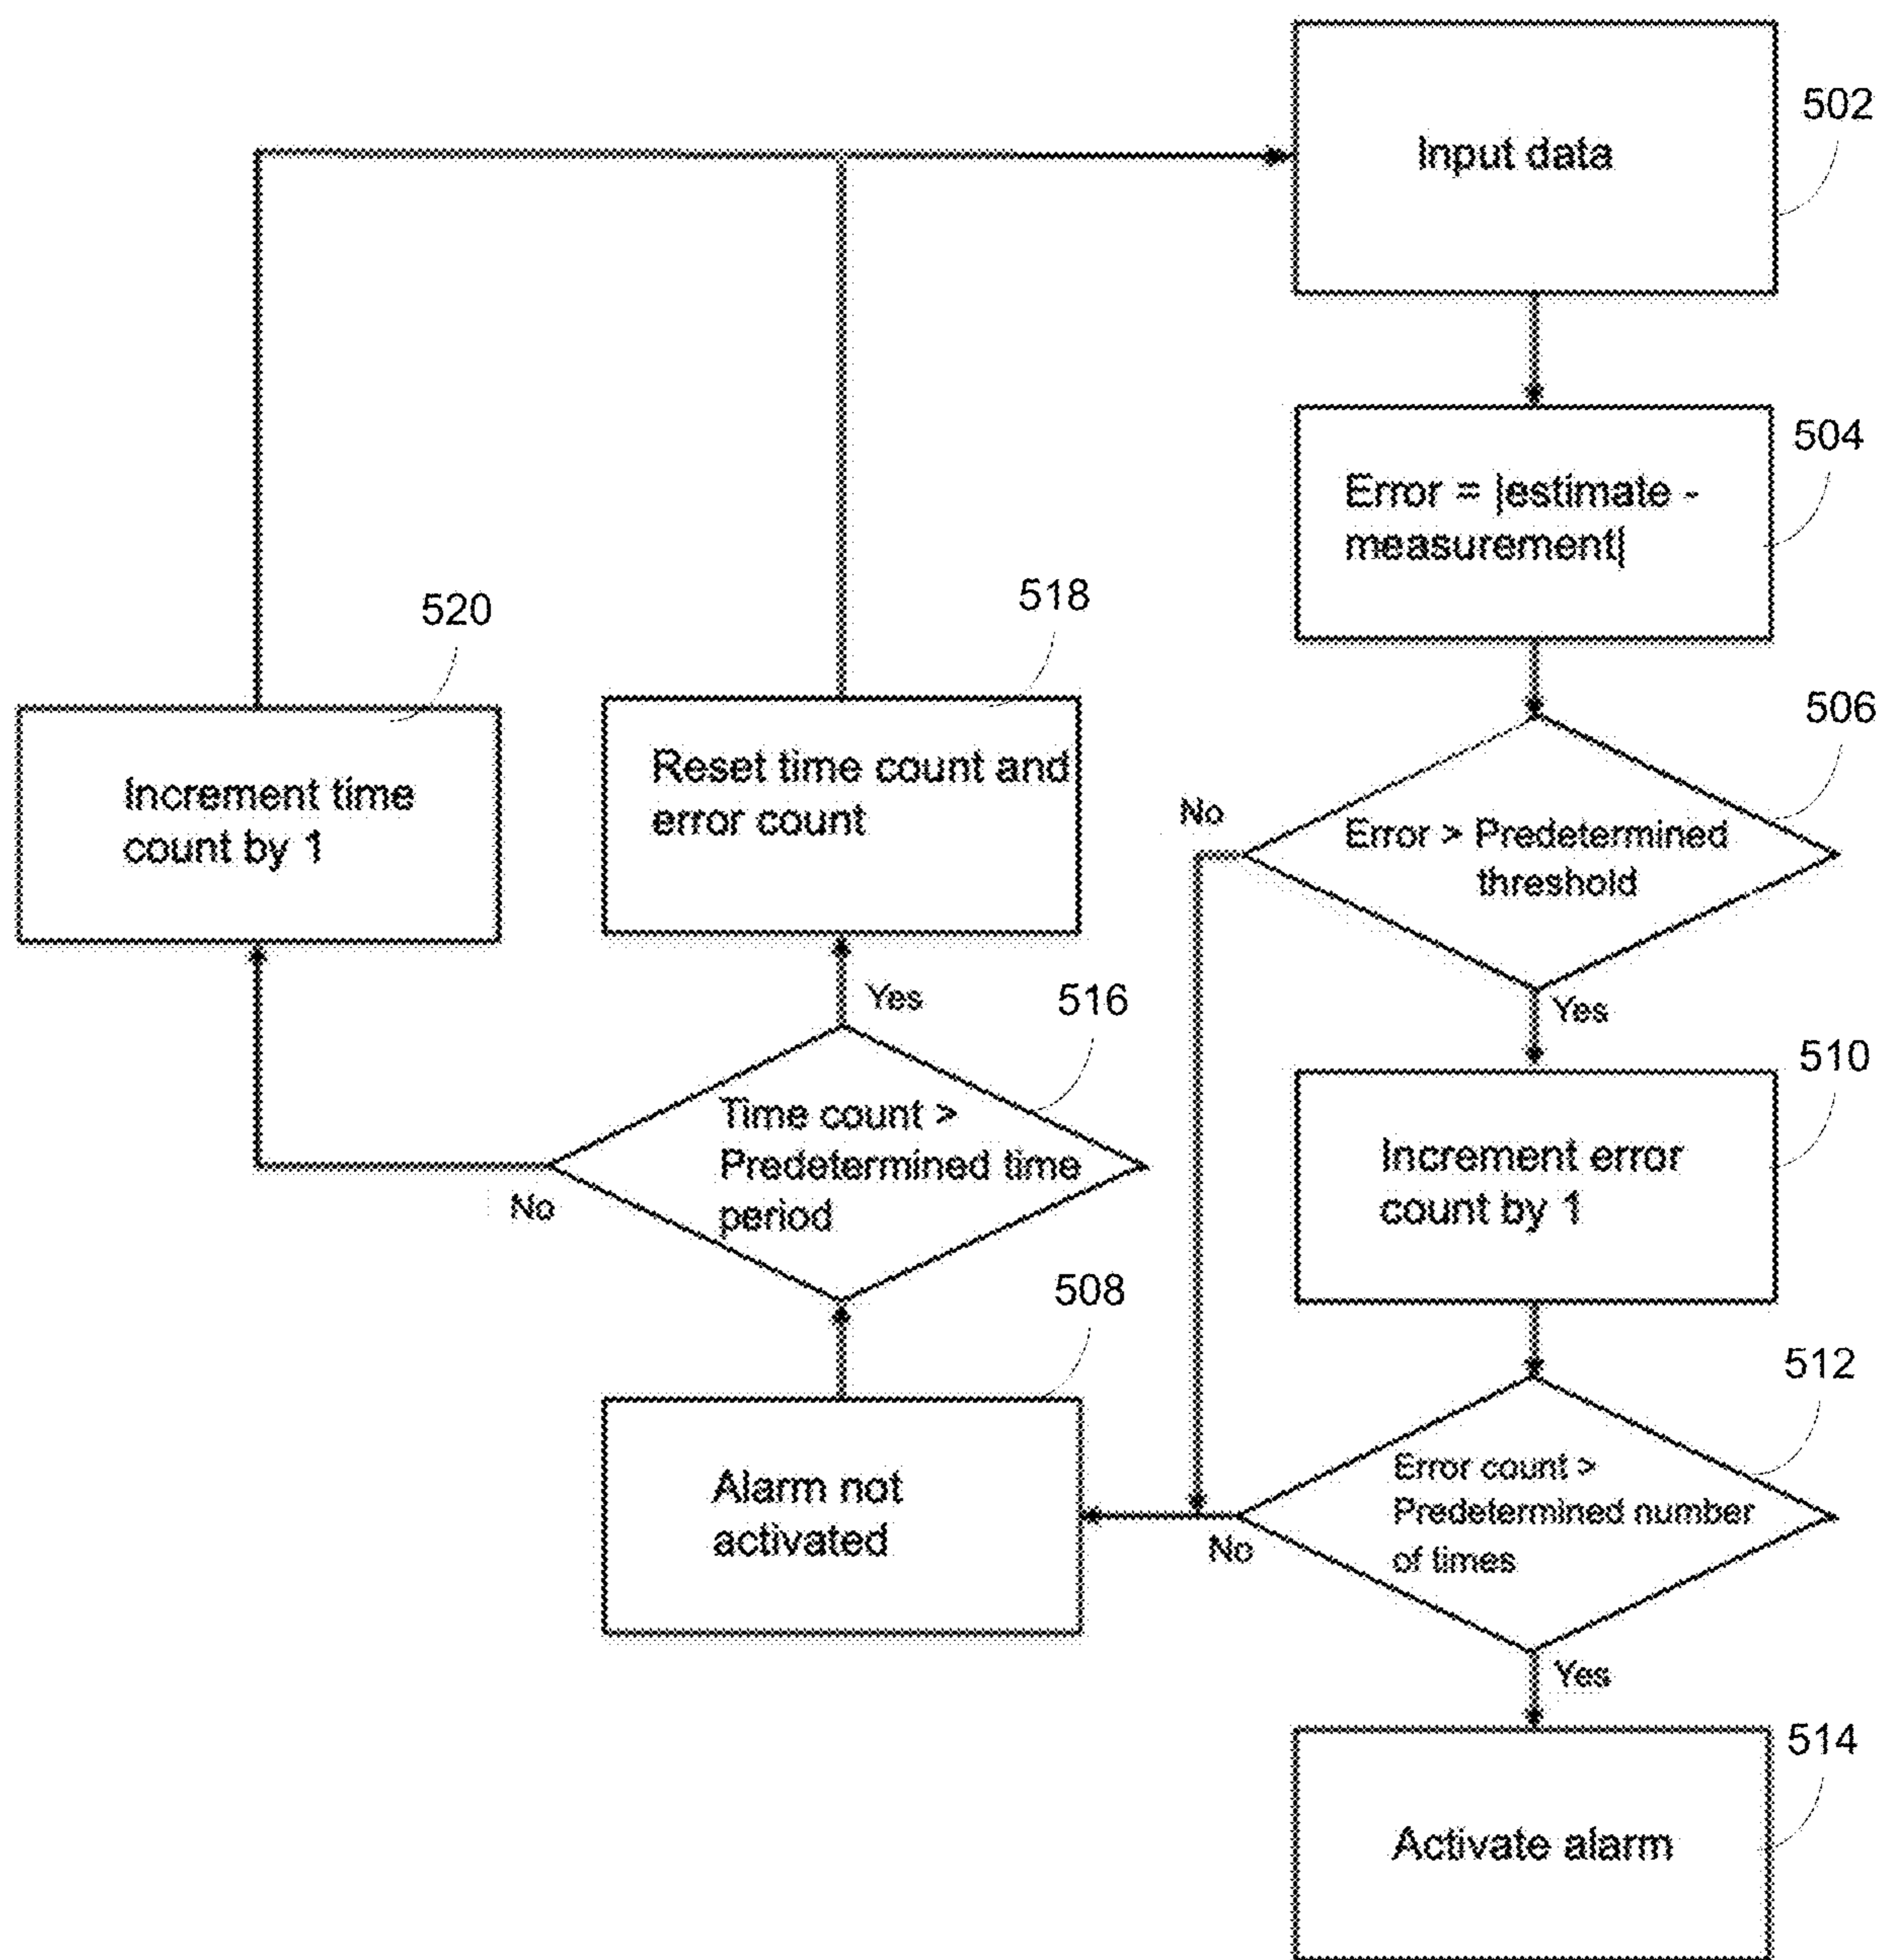 Input data
502
Error = |estimate -
measurement|
504
520
518
506
Increment time
count by 1
Reset time count and
error count
No
Error > Predetermined
threshold
Yes
516
Yes
510
Time count >
Predetermined time
period
No
Increment error
count by 1
508
512
Alarm not
activated
Error count >
Predetermined number
of times
No
Yes
514
Activate alarm